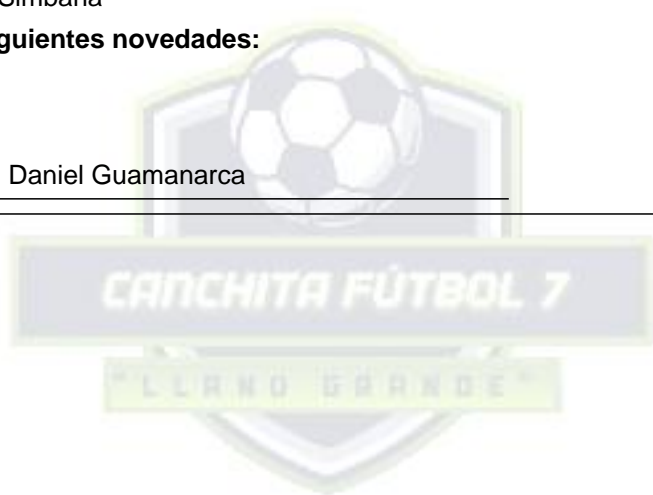 guientes novedades:
Daniel Guamanarca
CANCHITA FÚTBOL 7
"LLANO GRANDE"